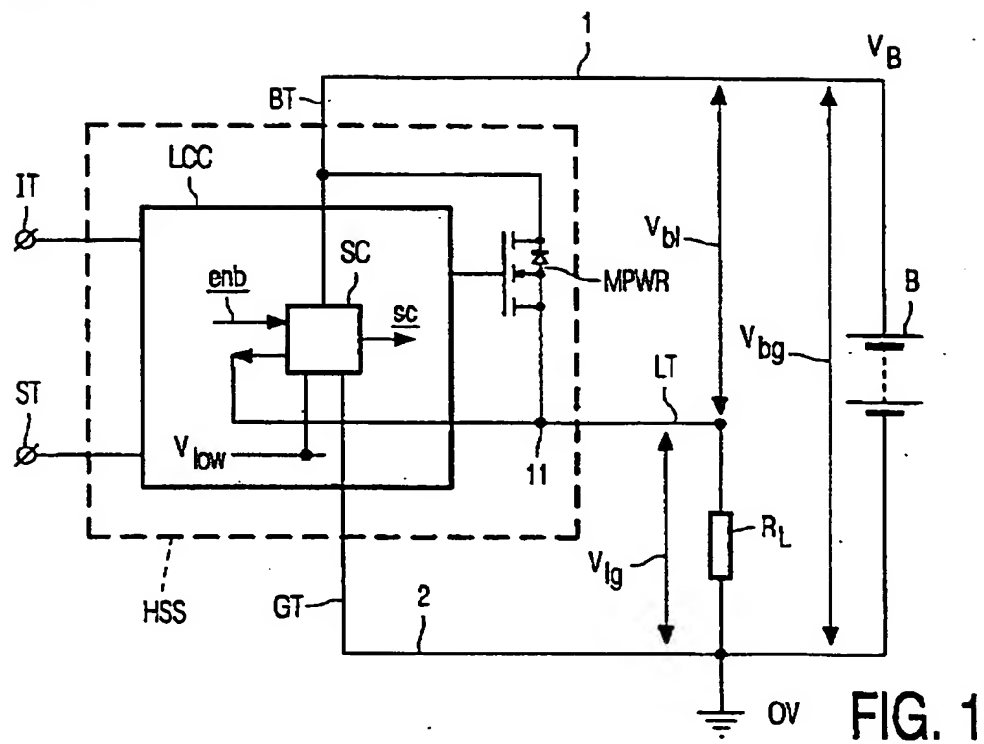 1
V_B
BT
LCC
IT
SC
enb
sc
MPWR
V_bl
B
V_bg
LT
ST
V_low
11
R_L
V_lg
HSS
GT
2
0V
FIG. 1